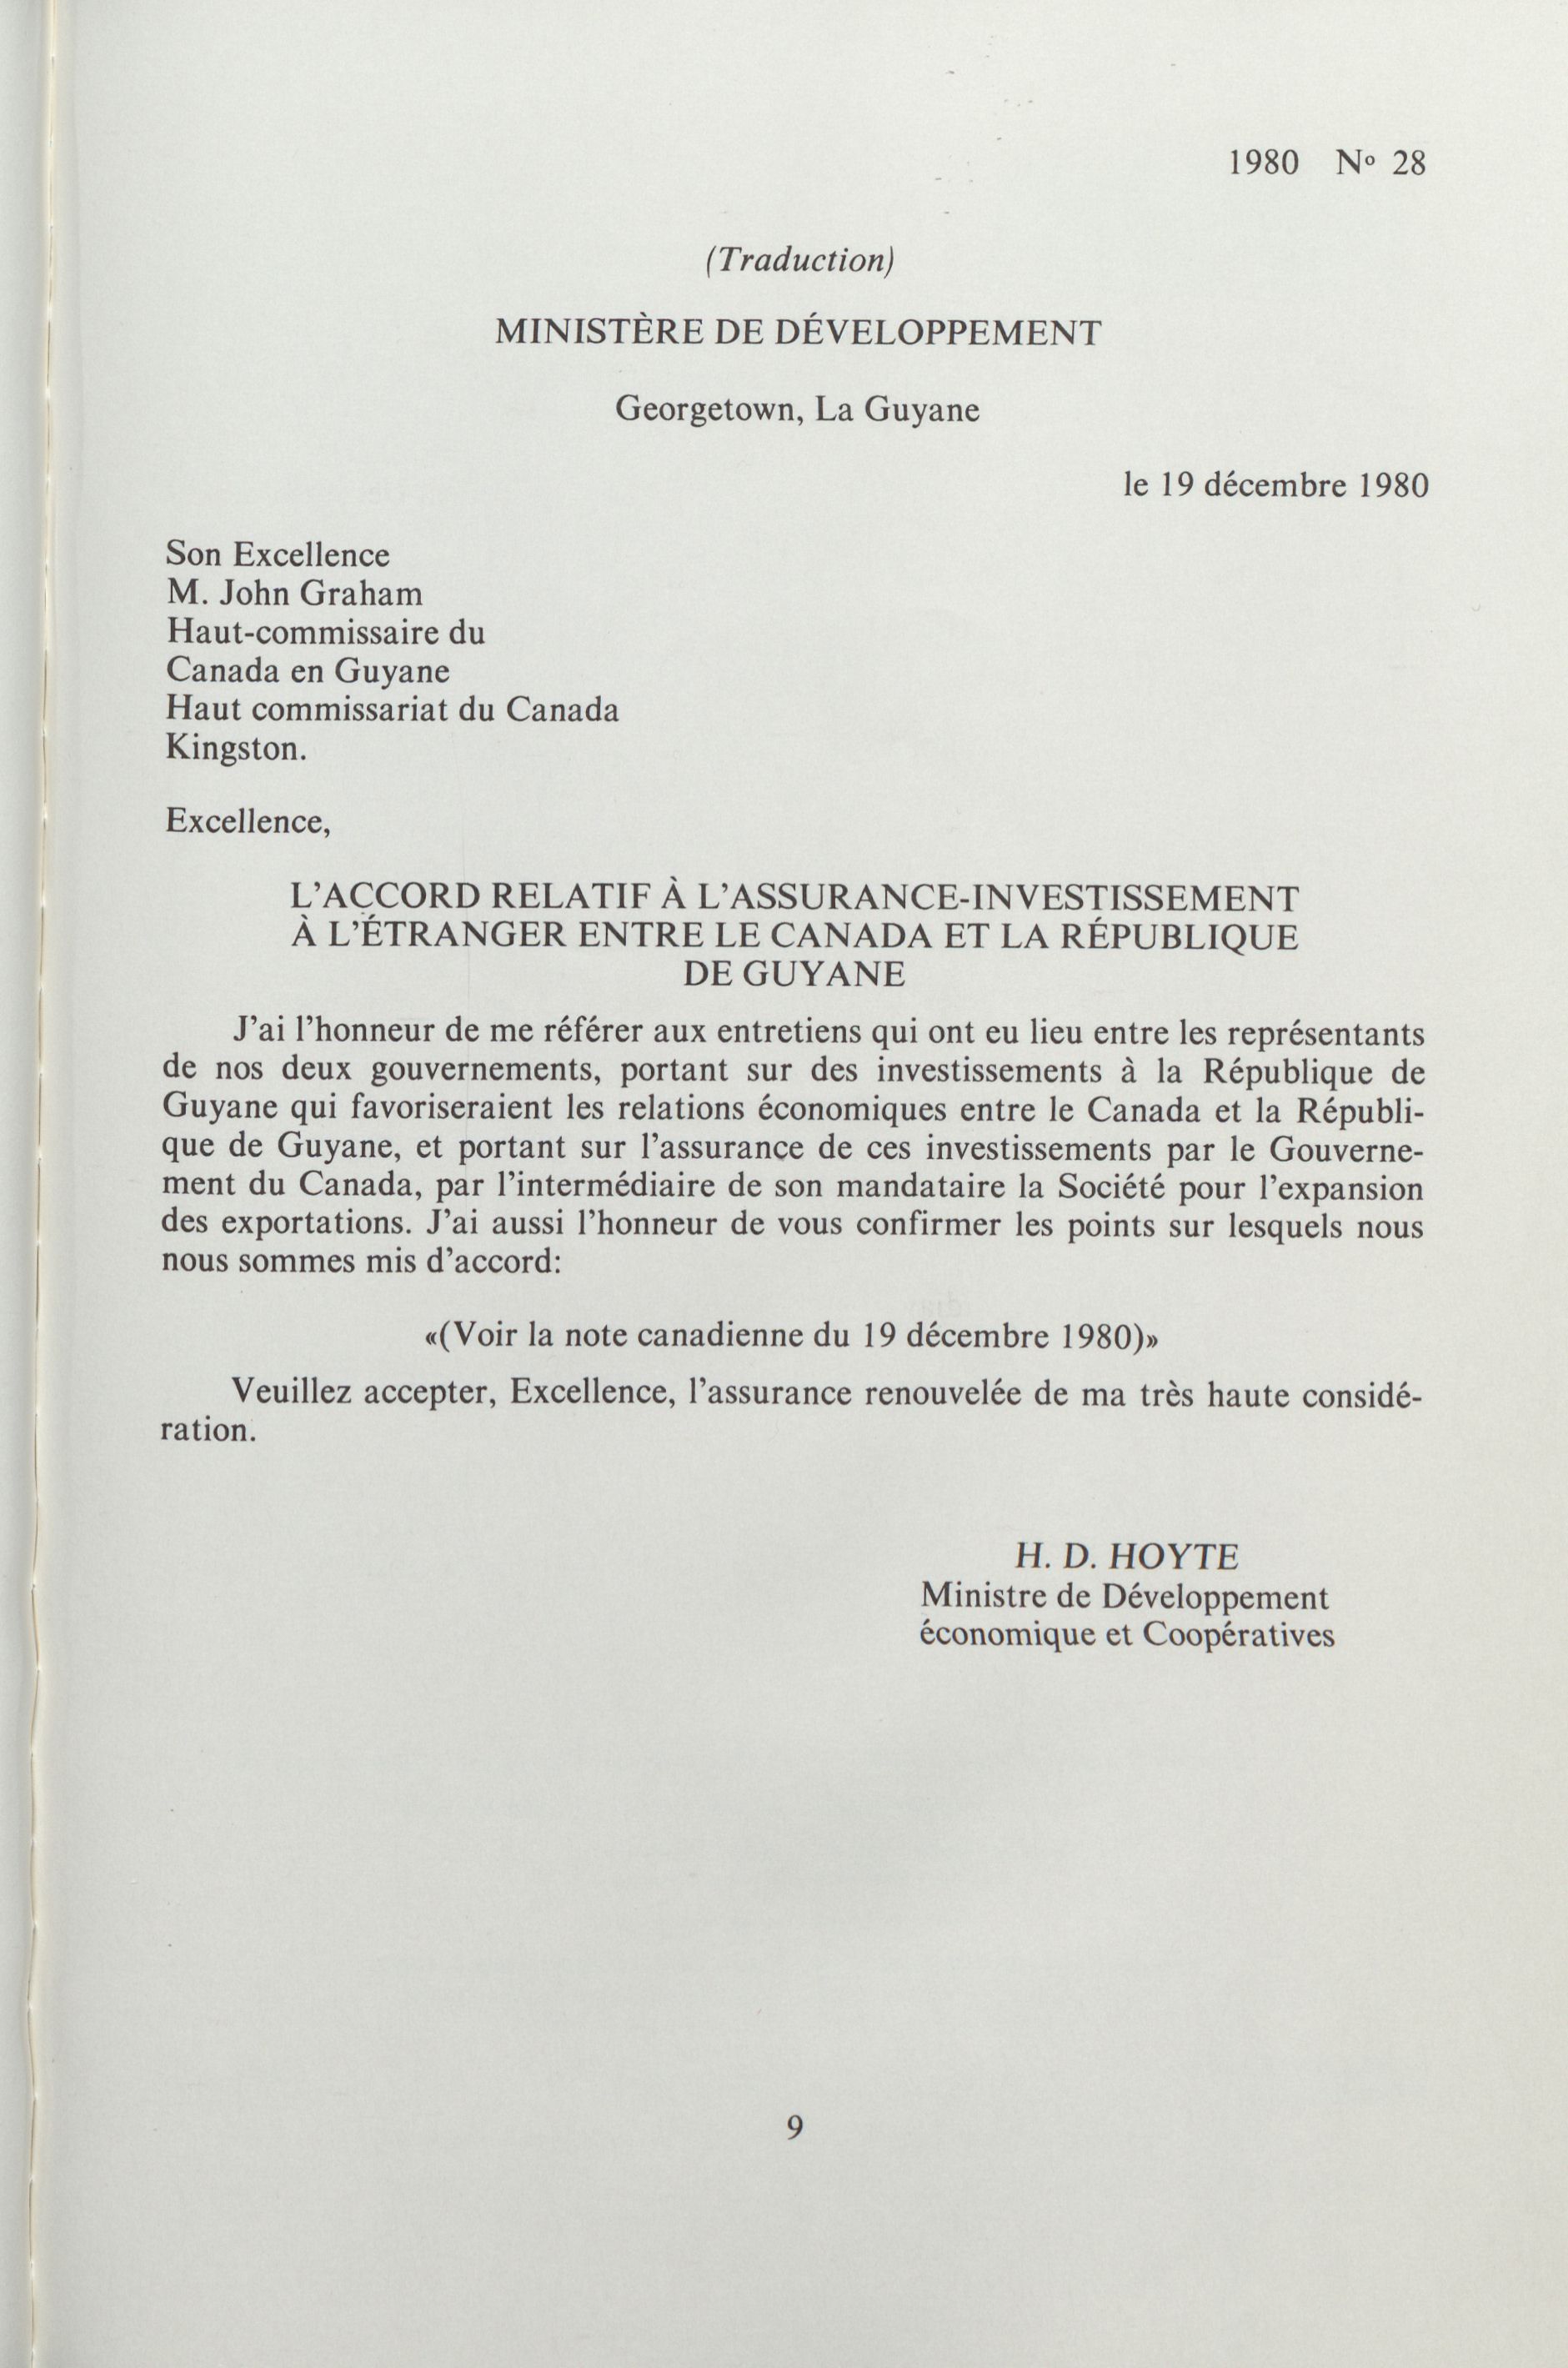 1980 Nº 28
(Traduction)
MINISTÈRE DE DÉVELOPPEMENT
Georgetown, La Guyane
le 19 décembre 1980
Son Excellence
M. John Graham
Haut-commissaire du
Canada en Guyane
Haut commissariat du Canada
Kingston.
Excellence,
L'ACCORD RELATIF À L'ASSURANCE-INVESTISSEMENT
À L'ÉTRANGER ENTRE LE CANADA ET LA RÉPUBLIQUE
DE GUYANE
J'ai l'honneur de me référer aux entretiens qui ont eu lieu entre les représentants
de nos deux gouvernements, portant sur des investissements à la République de
Guyane qui favoriseraient les relations économiques entre le Canada et la Républi-
que de Guyane, et portant sur l'assurance de ces investissements par le Gouverne-
ment du Canada, par l'intermédiaire de son mandataire la Société pour l'expansion
des exportations. J'ai aussi l'honneur de vous confirmer les points sur lesquels nous
nous sommes mis d'accord:
«(Voir la note canadienne du 19 décembre 1980)»
Veuillez accepter, Excellence, l'assurance renouvelée de ma très haute considé-
ration.
H. D. HOYTE
Ministre de Développement
économique et Coopératives
9